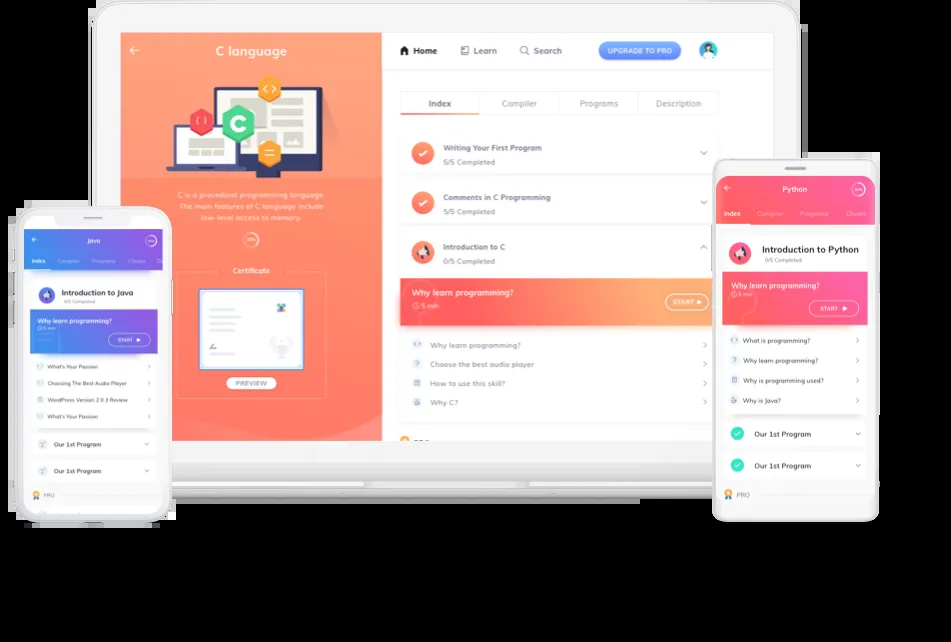 C language
Home
Learn
Search
UPGRADE TO PRO
C
C is a procedural programming language.
The main features of C language include
low-level access to memory.
Certificate
PREVIEW
Index
Compiler
Programs
Description
Writing Your First Program
5/5 Completed
Comments in C Programming
5/5 Completed
Introduction to C
0/5 Completed
Why learn programming?
5 min
START
Why learn programming?
Choose the best audio player
How to use this skill?
Why C?
Java
Index
Compiler
Programs
Cheats
Introduction to Java
0/5 Completed
Why learn programming?
5 min
START
What's Your Passion
Choosing The Best Audio Player
WordPress Version 2.0.3 Review
What's Your Passion
Our 1st Program
Our 1st Program
PRO
Python
Index
Compiler
Programs
Cheats
Introduction to Python
0/5 Completed
Why learn programming?
5 min
START
What is programming?
Why learn programming?
Why is programming used?
Why is Java?
Our 1st Program
Our 1st Program
PRO